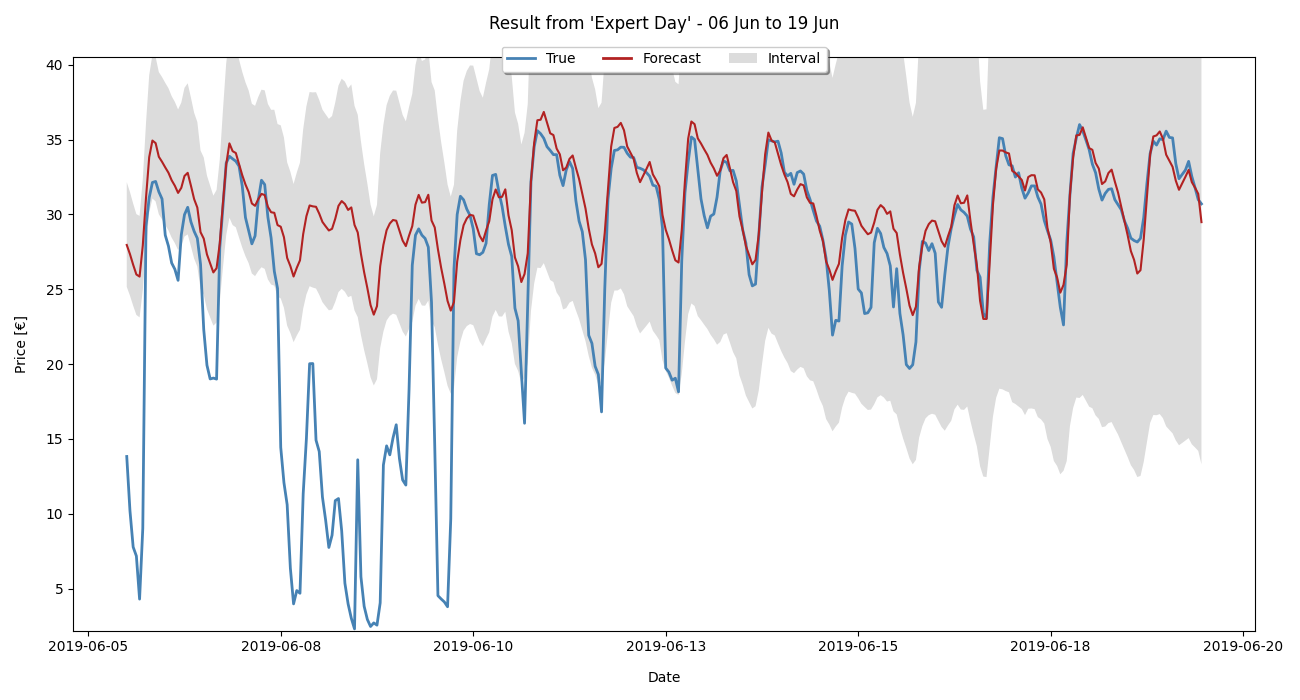 Result from 'Expert Day' - 06 Jun to 19 Jun
True
Forecast
Interval
40
35
30
25
20
15
10
5
Price [€]
2019-06-05
2019-06-08
2019-06-10
2019-06-13
2019-06-15
2019-06-18
2019-06-20
Date